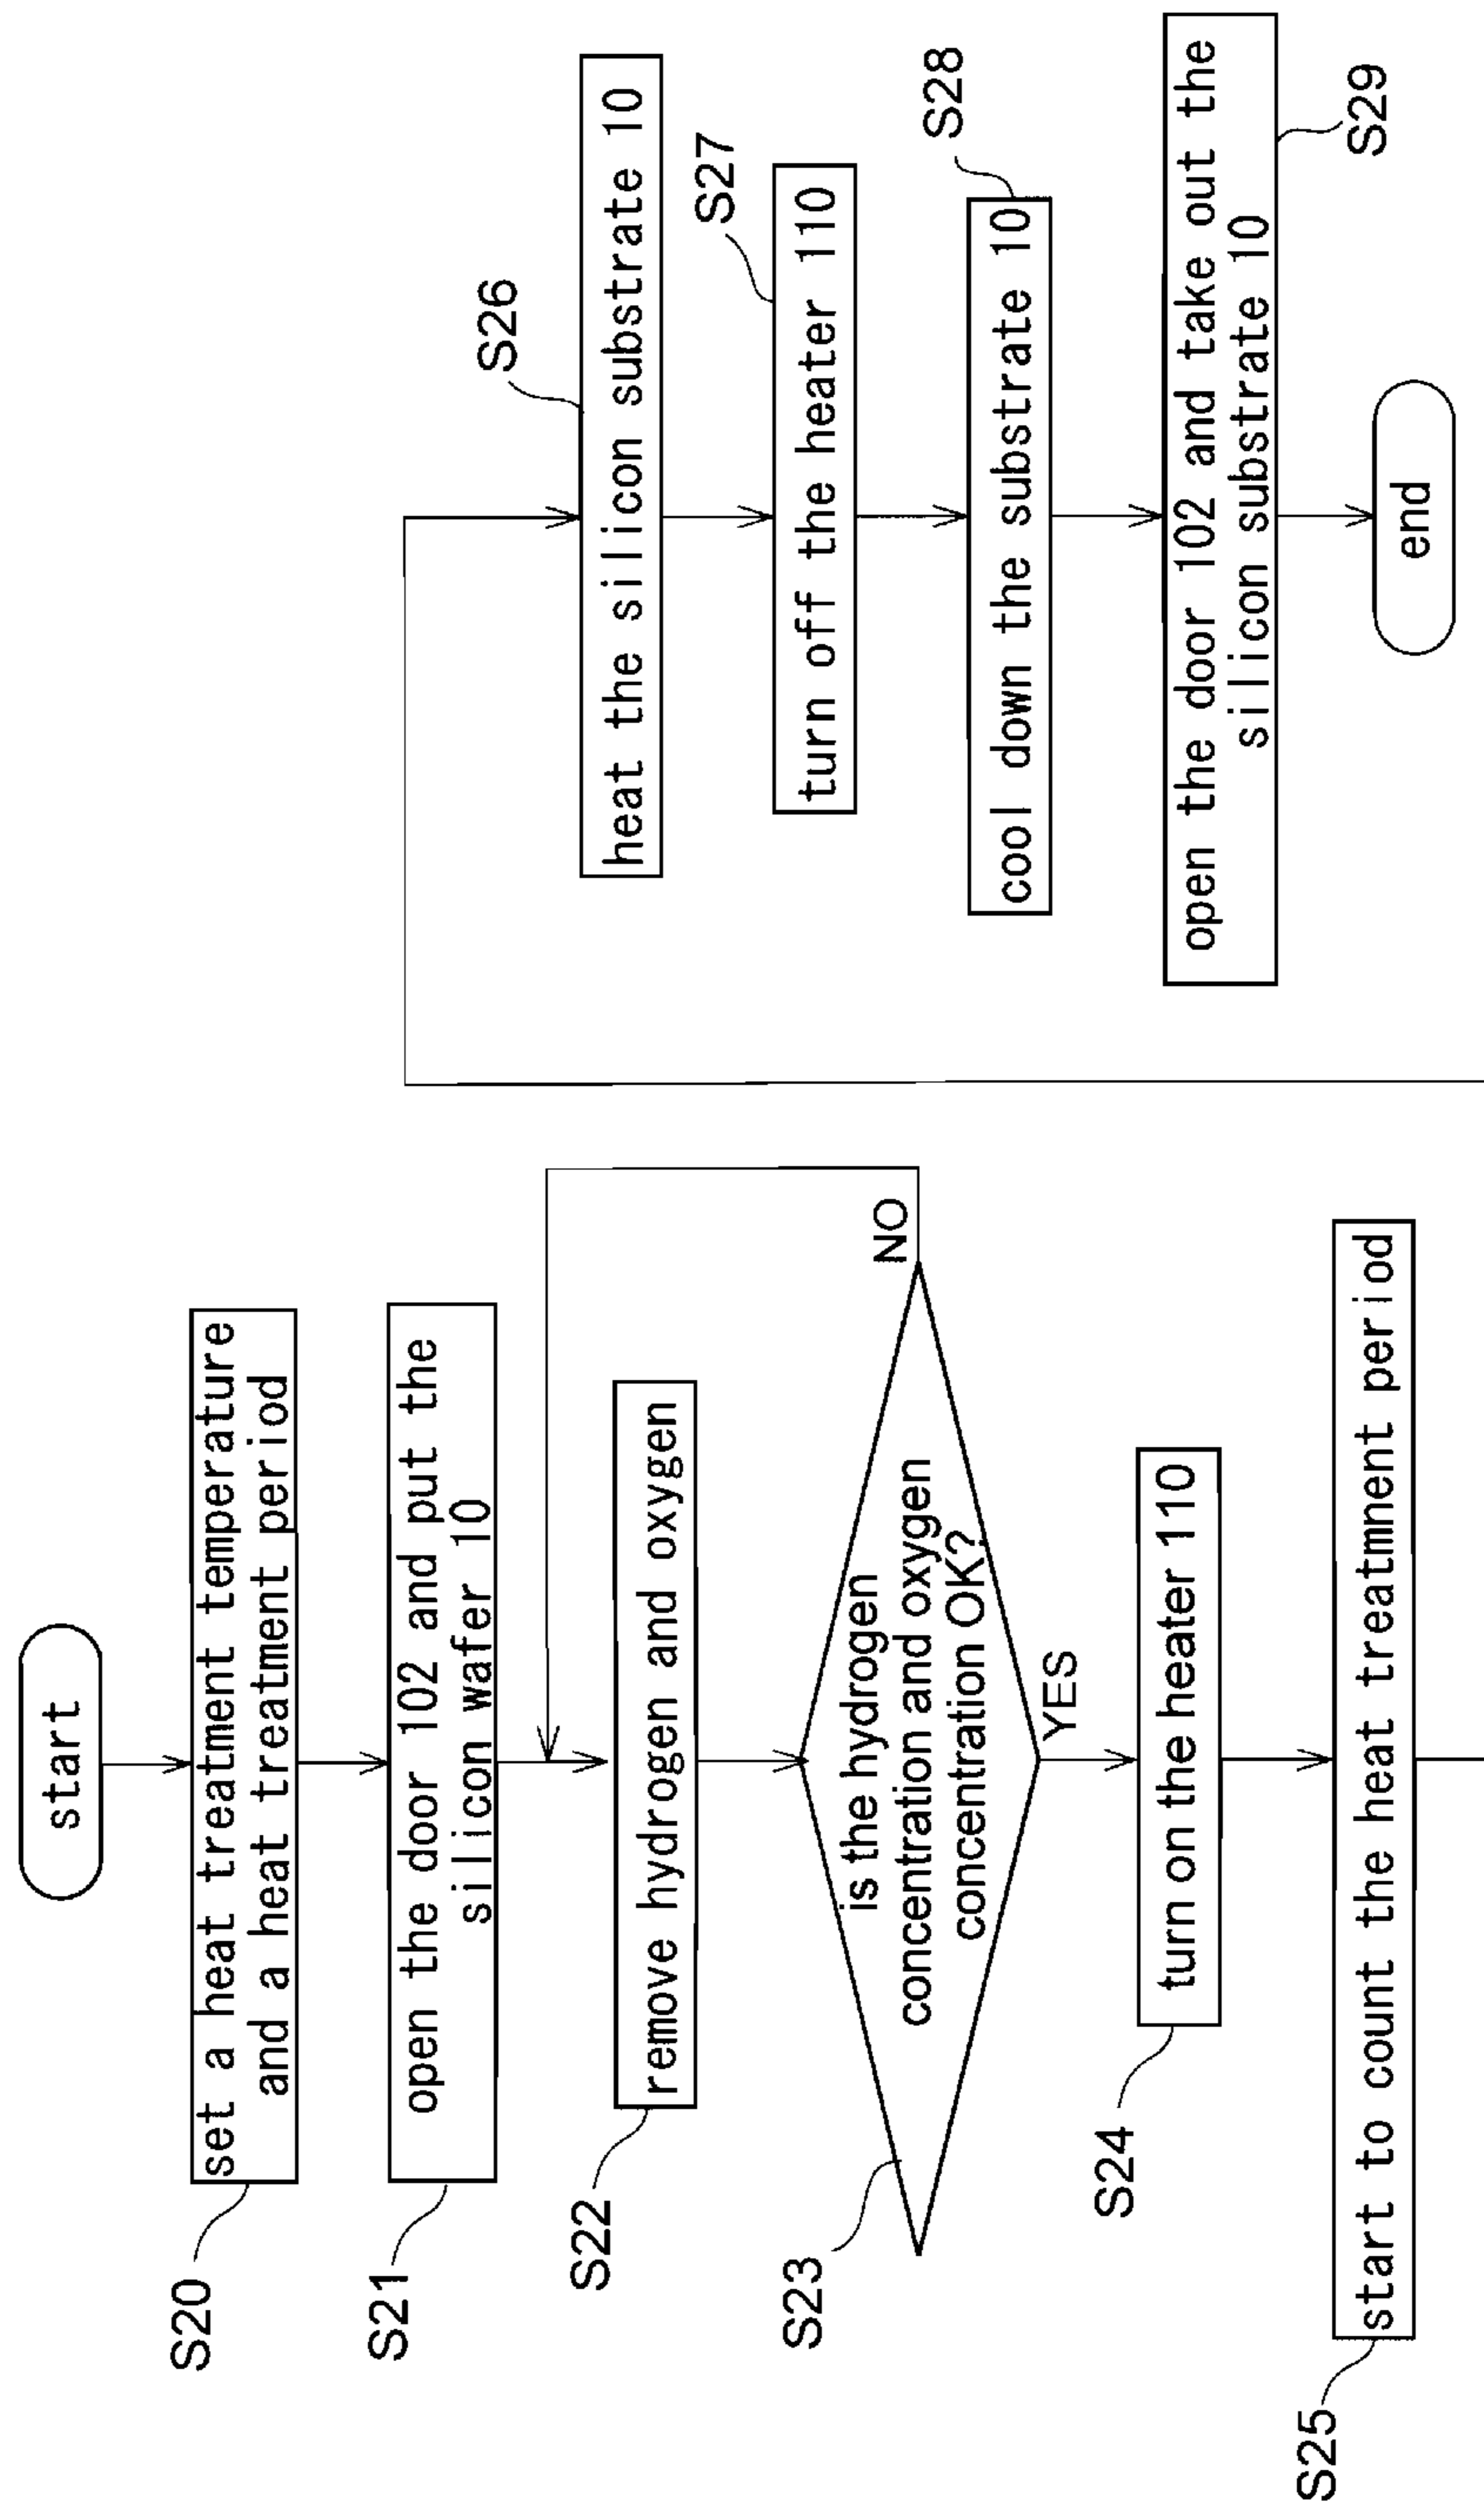 start
S20
set a heat treatment temperature
and a heat treatment period
S21
open the door 102 and put the
silicon wafer 10
S22
remove hydrogen and oxygen
S23
is the hydrogen
concentration and oxygen
concentration OK?
NO
YES
S24
turn on the heater 110
S25
start to count the heat treatment period
S26
heat the silicon substrate 10
S27
turn off the heater 110
S28
cool down the substrate 10
S29
open the door 102 and take out the
silicon substrate 10
end